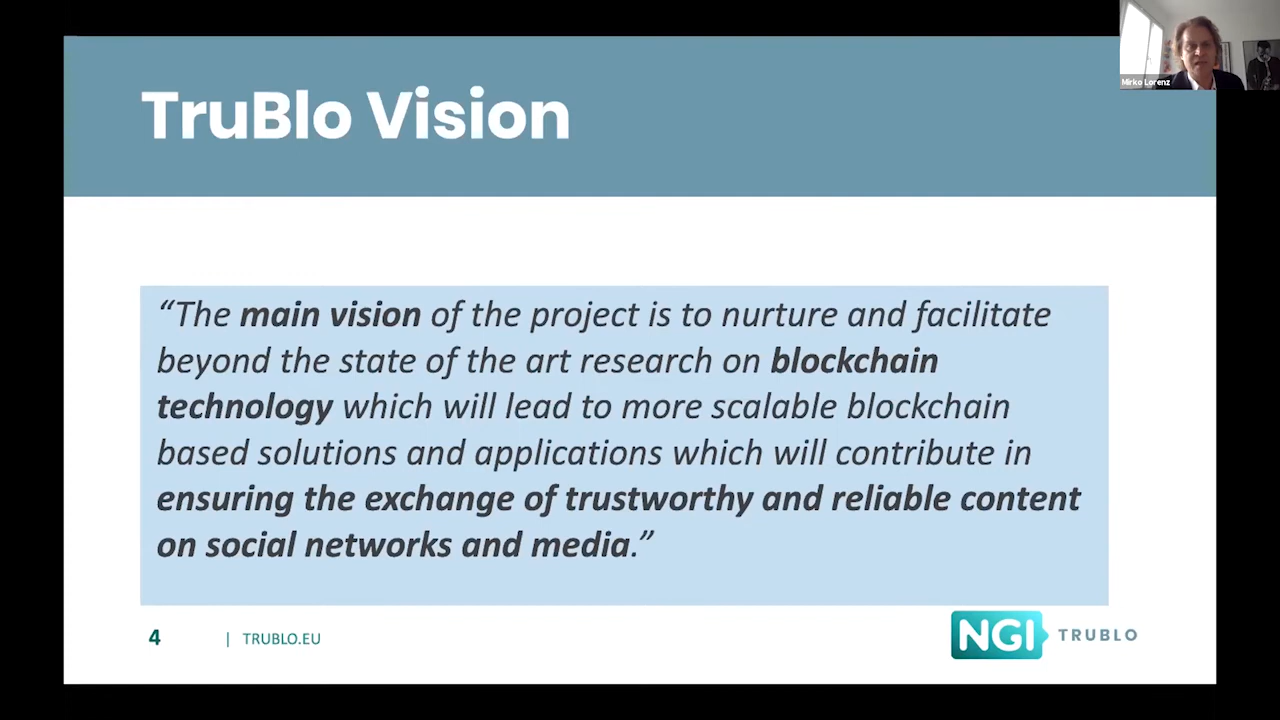 Mirko Lorenz
TruBlo Vision
“The main vision of the project is to nurture and facilitate
beyond the state of the art research on blockchain
technology which will lead to more scalable blockchain
based solutions and applications which will contribute in
ensuring the exchange of trustworthy and reliable content
on social networks and media.”
4 | TRUBLO.EU
NGI TRUBLO